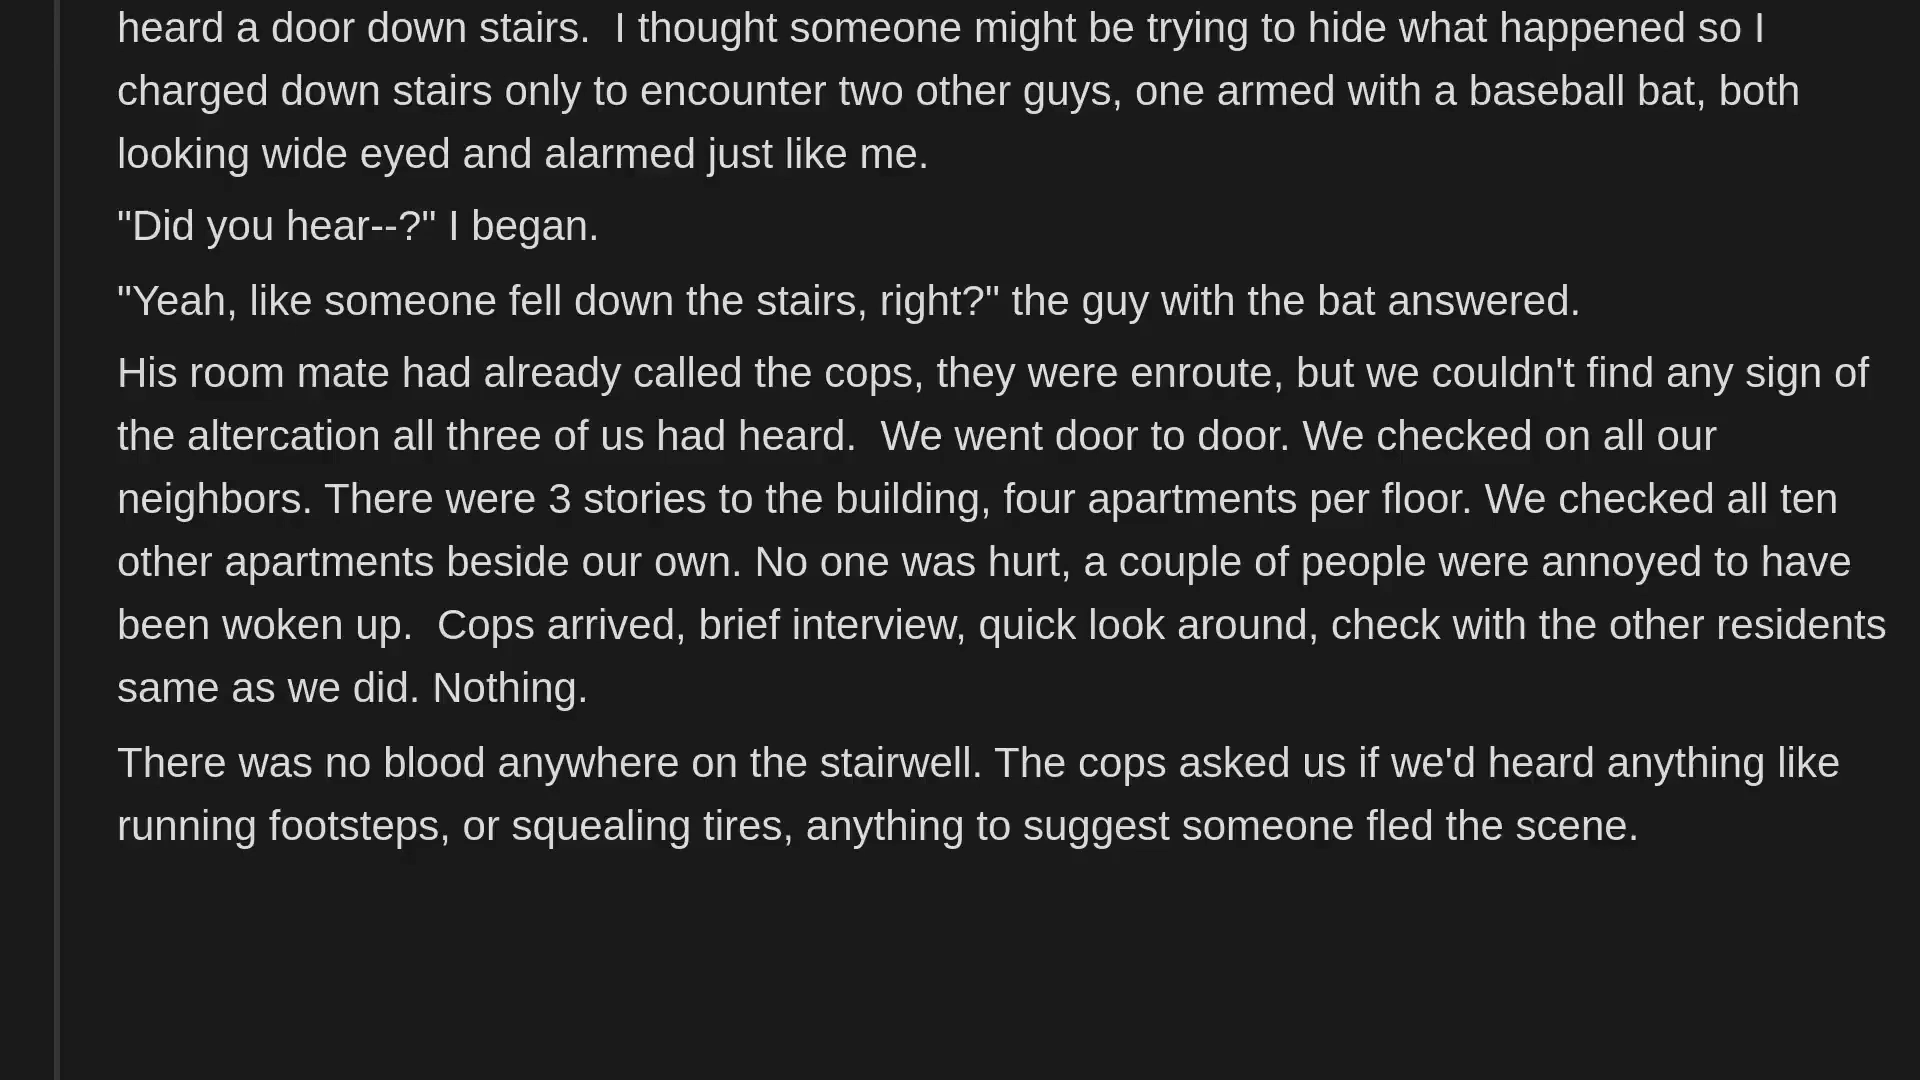 heard a door down stairs.  I thought someone might be trying to hide what happened so I
charged down stairs only to encounter two other guys, one armed with a baseball bat, both
looking wide eyed and alarmed just like me.
"Did you hear--?" I began.
"Yeah, like someone fell down the stairs, right?" the guy with the bat answered.
His room mate had already called the cops, they were enroute, but we couldn't find any sign of
the altercation all three of us had heard.  We went door to door. We checked on all our
neighbors. There were 3 stories to the building, four apartments per floor. We checked all ten
other apartments beside our own. No one was hurt, a couple of people were annoyed to have
been woken up.  Cops arrived, brief interview, quick look around, check with the other residents
same as we did. Nothing.
There was no blood anywhere on the stairwell. The cops asked us if we'd heard anything like
running footsteps, or squealing tires, anything to suggest someone fled the scene.